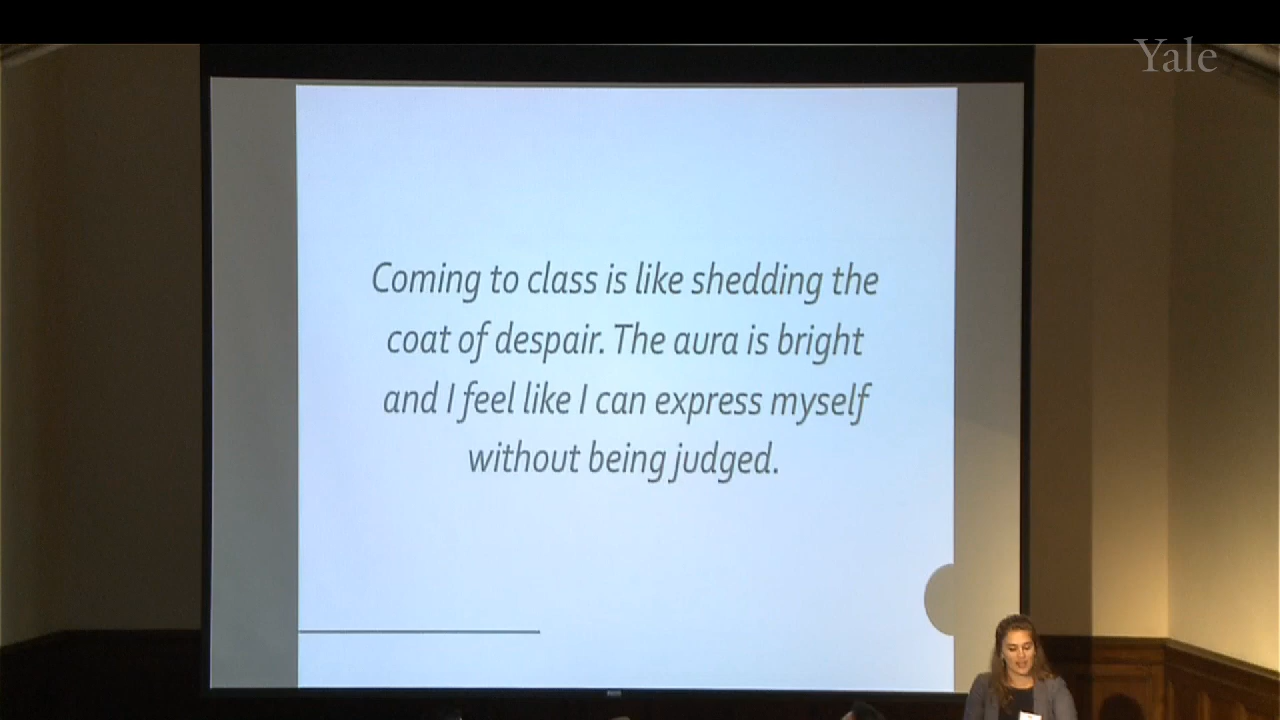 Yale
Coming to class is like shedding the
coat of despair. The aura is bright
and I feel like I can express myself
without being judged.